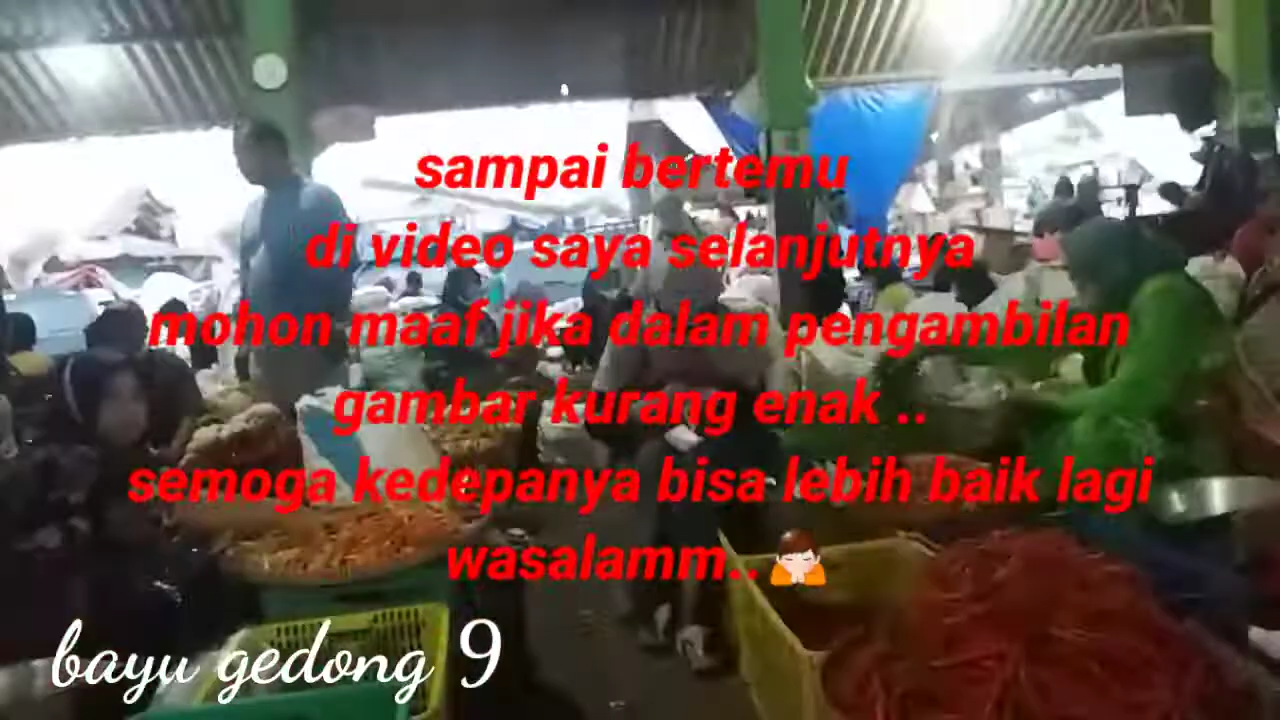 sampai bertemu
di video saya selanjutnya
mohon maaf jika dalam pengambilan
gambar kurang enak ..
semoga kedepanya bisa lebih baik lagi
wasalamm..🙏
bayu gedong 9